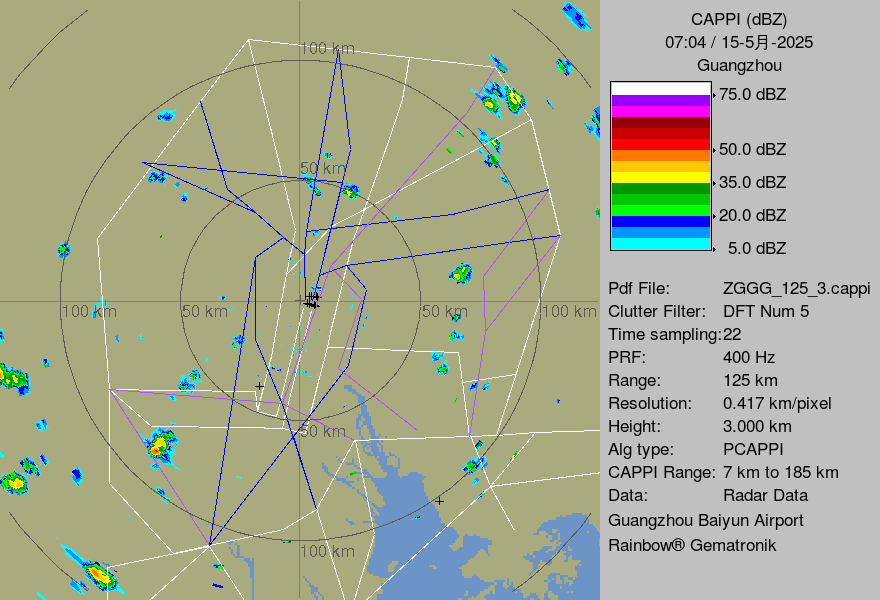 CAPPI (dBZ)
07:04 / 15-5月-2025
Guangzhou
75.0 dBZ
50.0 dBZ
35.0 dBZ
20.0 dBZ
5.0 dBZ
Pdf File: ZGGG_125_3.cappi
Clutter Filter: DFT Num 5
Time sampling:22
PRF: 400 Hz
Range: 125 km
Resolution: 0.417 km/pixel
Height: 3.000 km
Alg type: PCAPPI
CAPPI Range: 7 km to 185 km
Data: Radar Data
Guangzhou Baiyun Airport
Rainbow® Gematronik
100 km
50 km
100 km
50 km
50 km
100 km
50 km
100 km